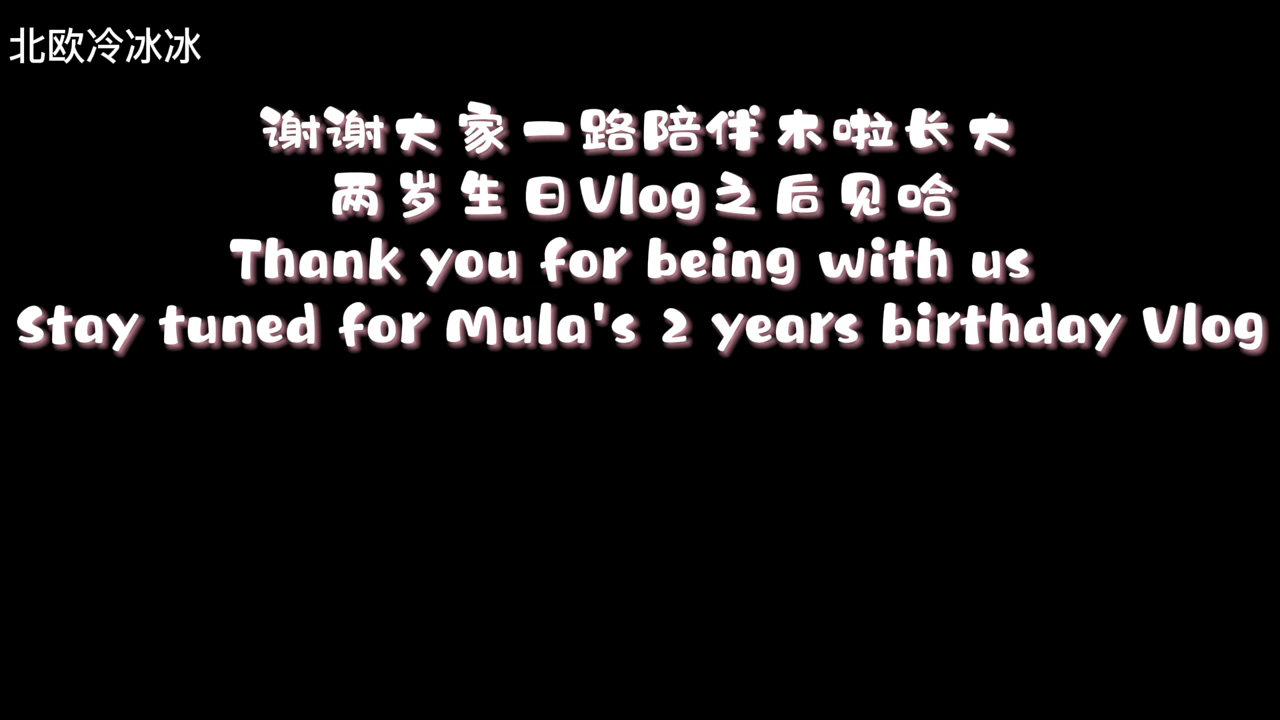 北欧冷冰冰
谢谢大家一路陪伴木啦长大
两岁生日Vlog之后见哈
Thank you for being with us
Stay tuned for Mula's 2 years birthday Vlog